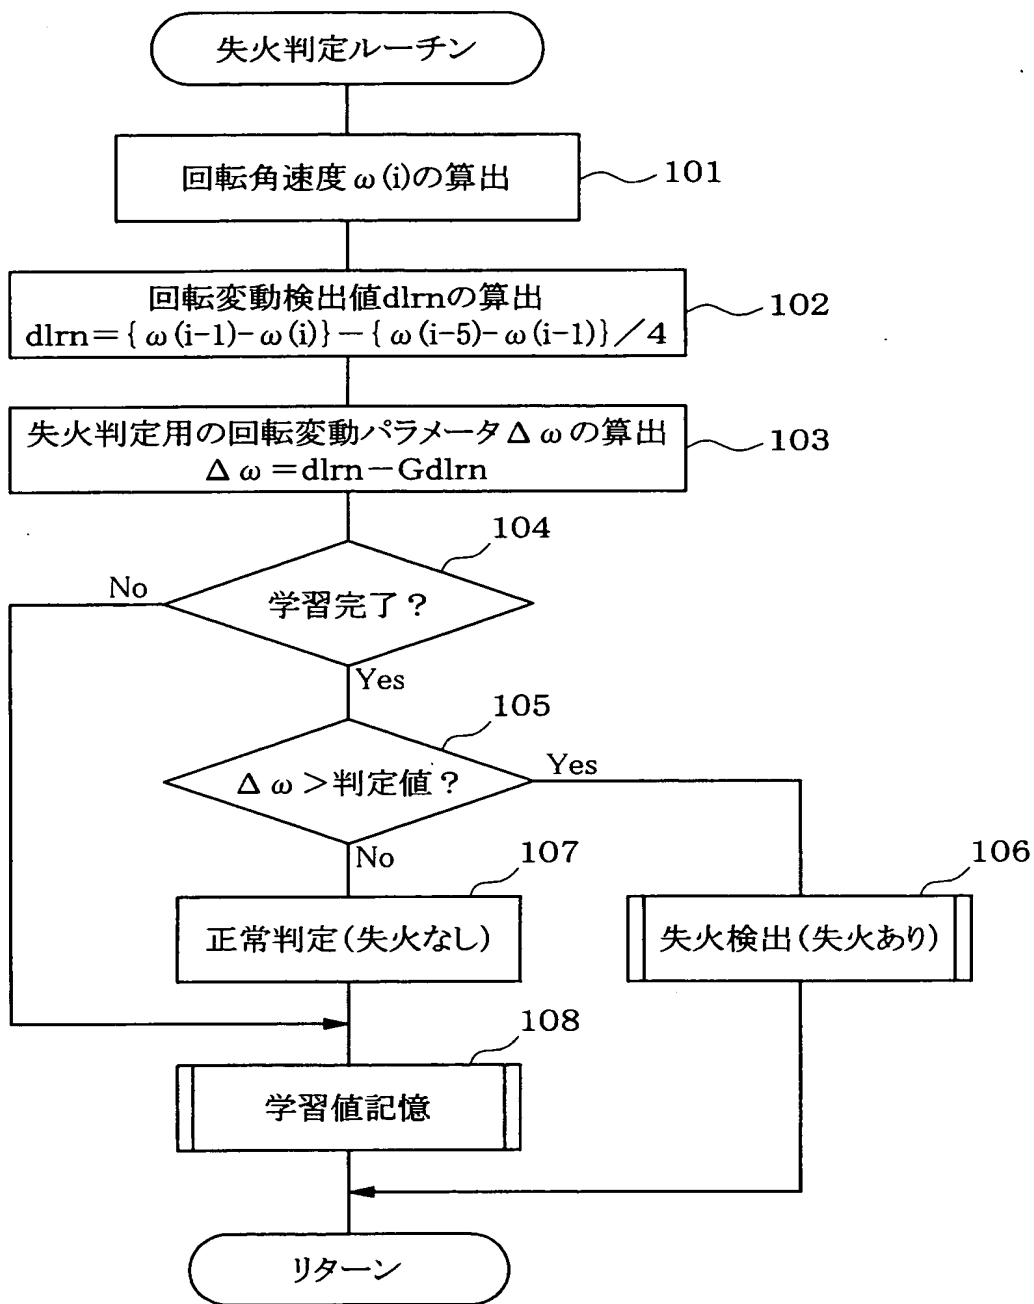 失火判定ルーチン
回転角速度ω(i)の算出
101
回転変動検出値dlrnの算出
dlrn={ω(i-1)-ω(i)}-{ω(i-5)-ω(i-1)}/4
102
失火判定用の回転変動パラメータΔωの算出
Δω=dlrn-Gdlrn
103
104
No
学習完了?
Yes
105
Δω>判定値?
Yes
No
107
106
正常判定(失火なし)
失火検出(失火あり)
108
学習値記憶
リターン